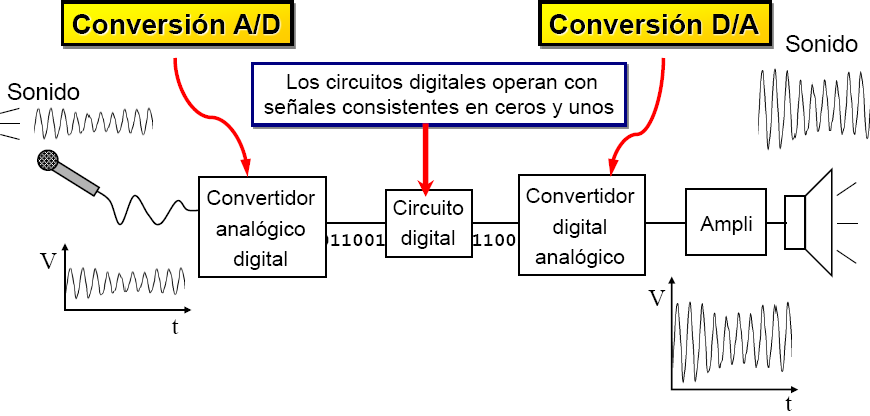 Conversión A/D
Conversión D/A
Sonido
Los circuitos digitales operan con
señales consistentes en ceros y unos
Sonido
Convertidor
analógico
digital
011001
Circuito
digital
1100
Convertidor
digital
analógico
Ampli
V
t
V
t